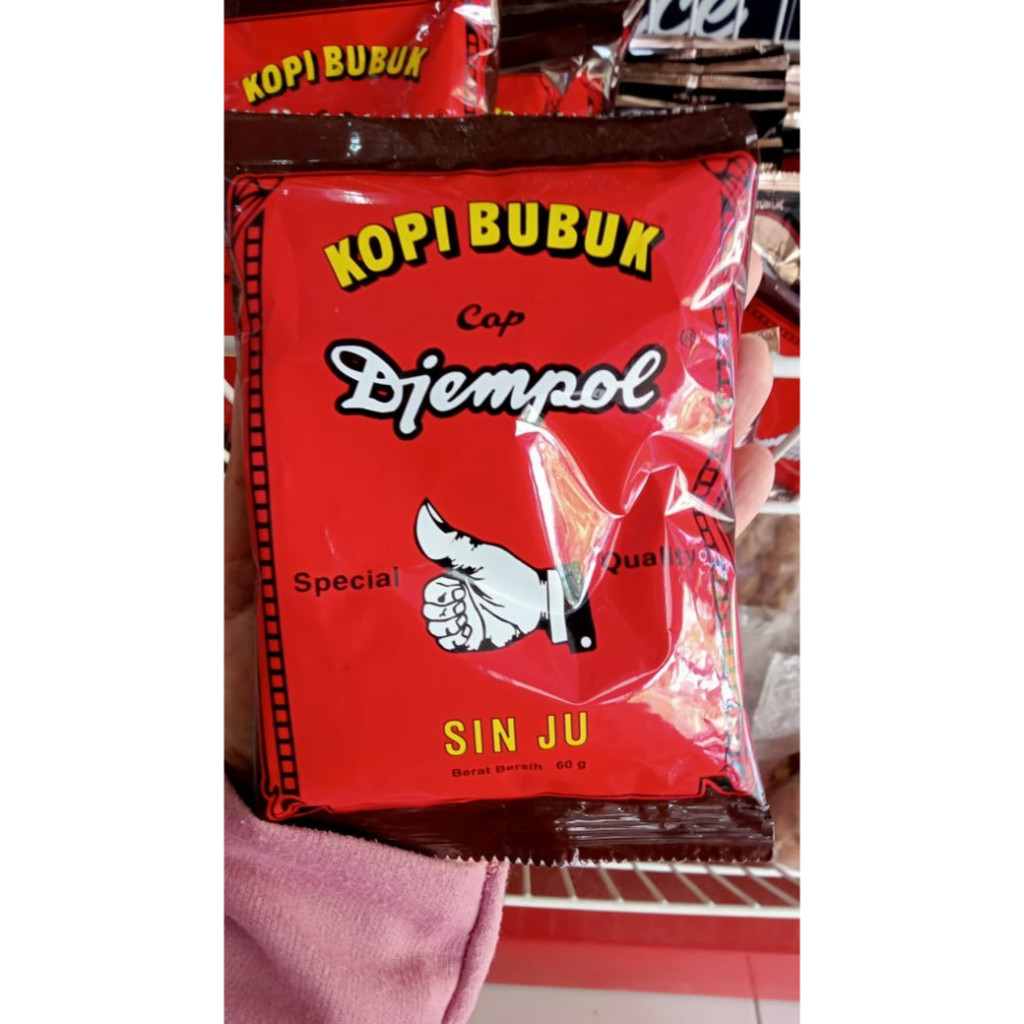 KOPI BUBUK
KOPI BUBUK
Cap
Djempol
®
Special Quality
SIN JU
Berat Bersih 60 g